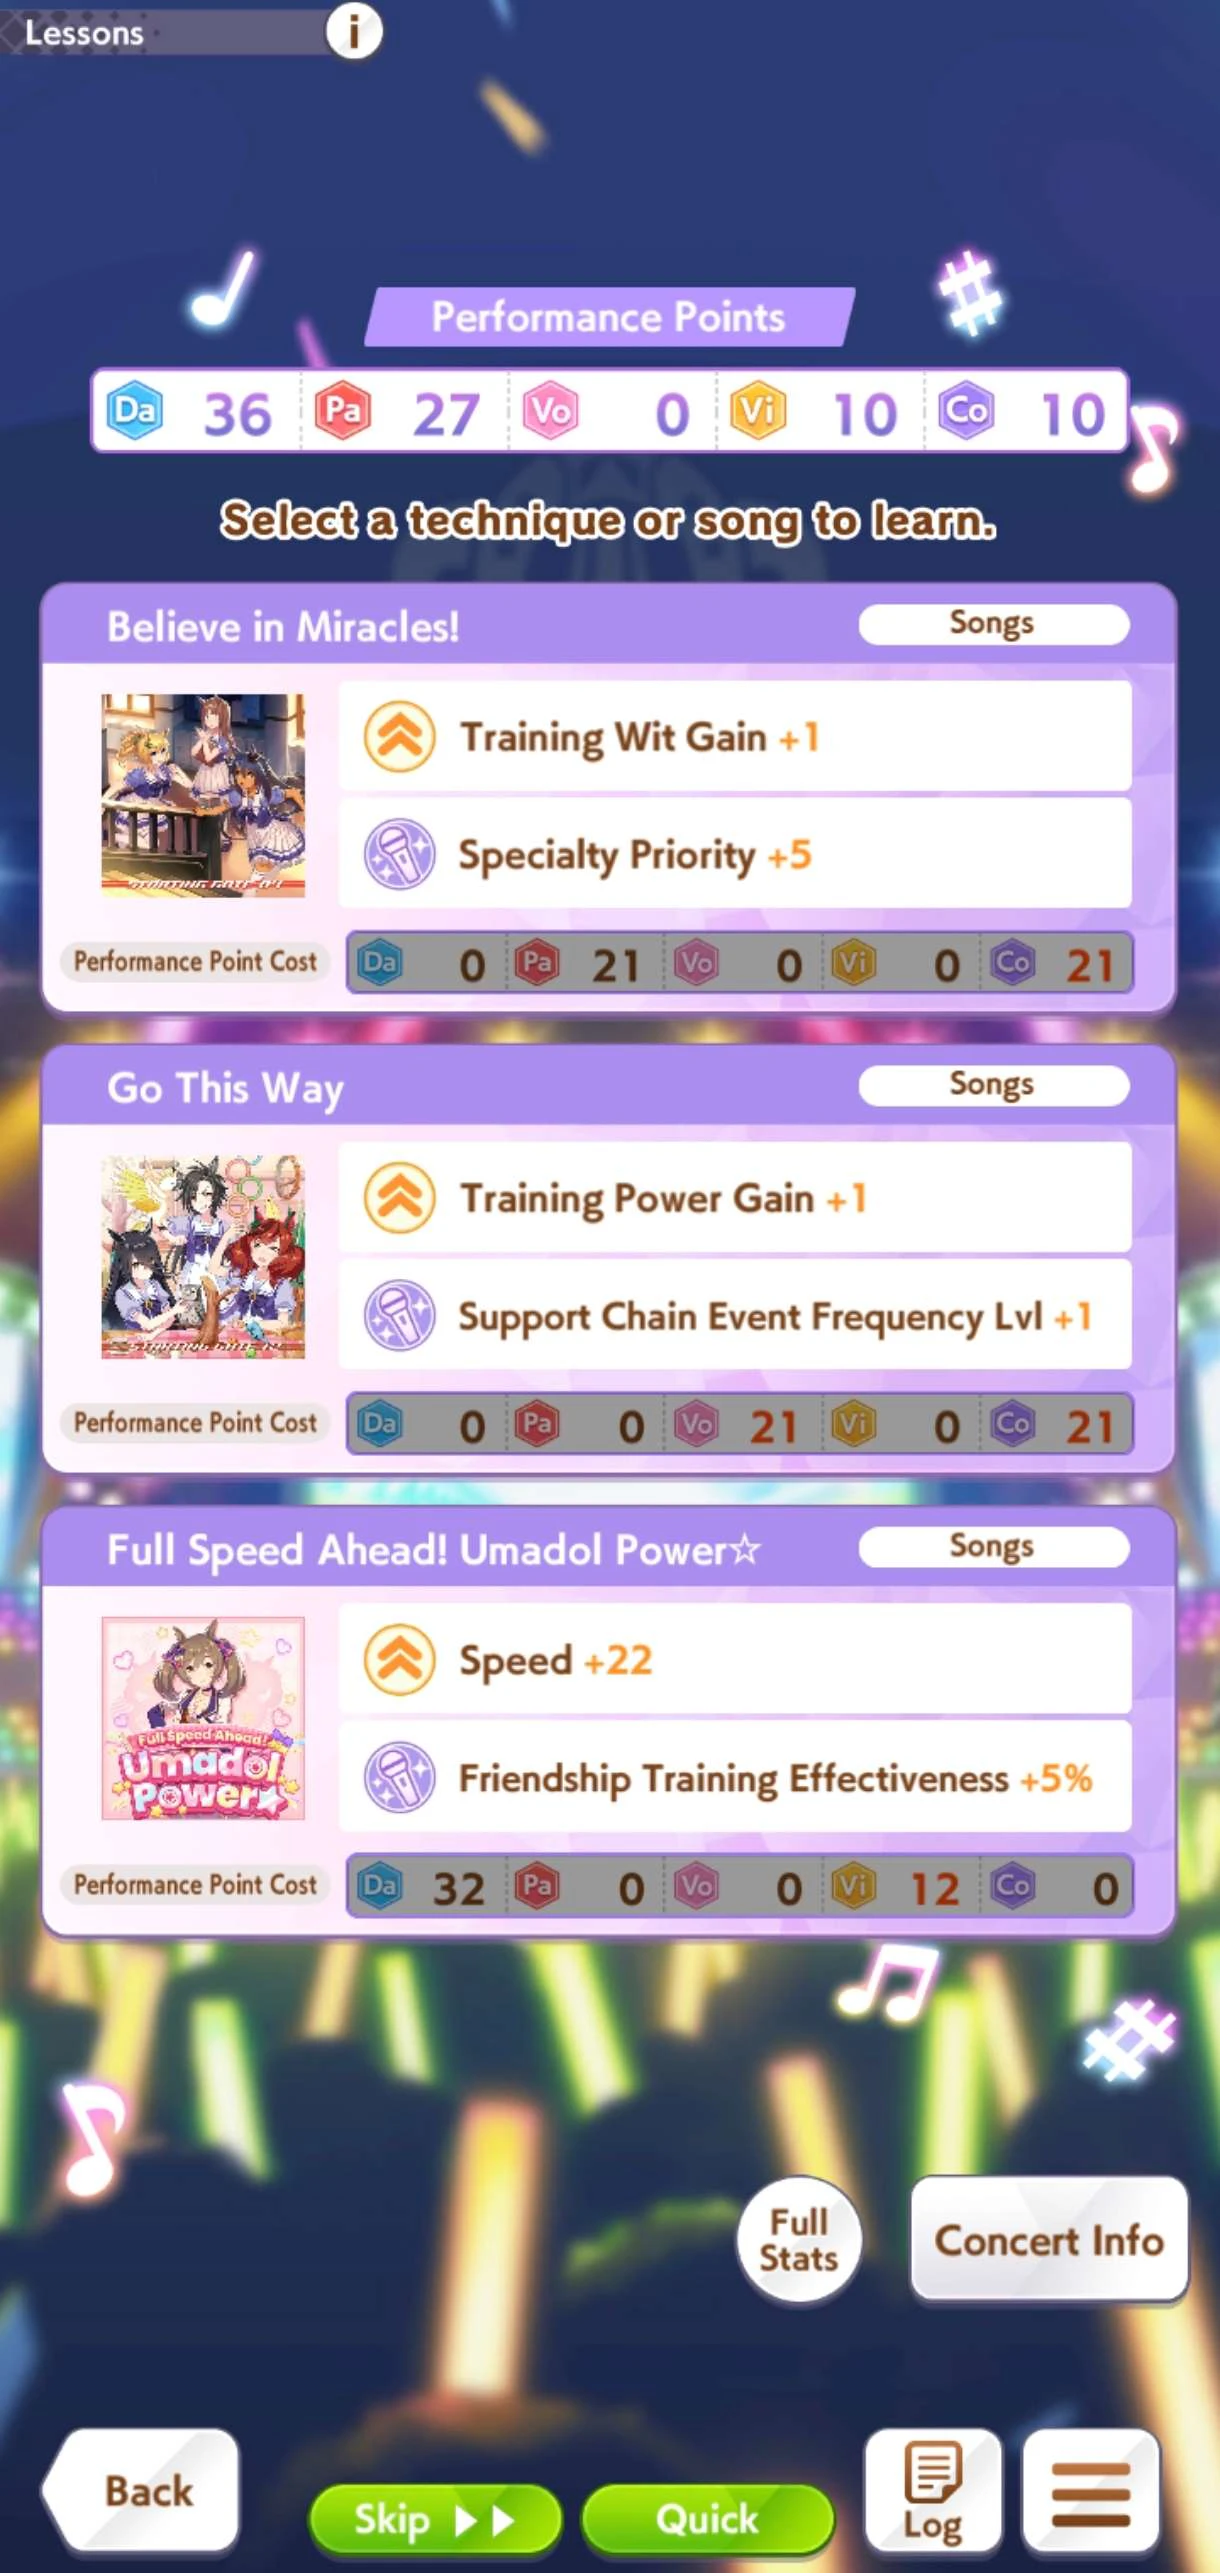 Lessons i
Performance Points
Da 36 Pa 27 Vo 0 Vi 10 Co 10
Select a technique or song to learn.
Believe in Miracles! Songs
Training Wit Gain +1
Specialty Priority +5
Performance Point Cost Da 0 Pa 21 Vo 0 Vi 0 Co 21
Go This Way Songs
Training Power Gain +1
Support Chain Event Frequency Lvl +1
Performance Point Cost Da 0 Pa 0 Vo 21 Vi 0 Co 21
Full Speed Ahead! Umadol Power☆ Songs
Speed +22
Full Speed Ahead!
Umadol
Power☆
Friendship Training Effectiveness +5%
Performance Point Cost Da 32 Pa 0 Vo 0 Vi 12 Co 0
Full
Stats
Concert Info
Back
Skip
Quick
Log